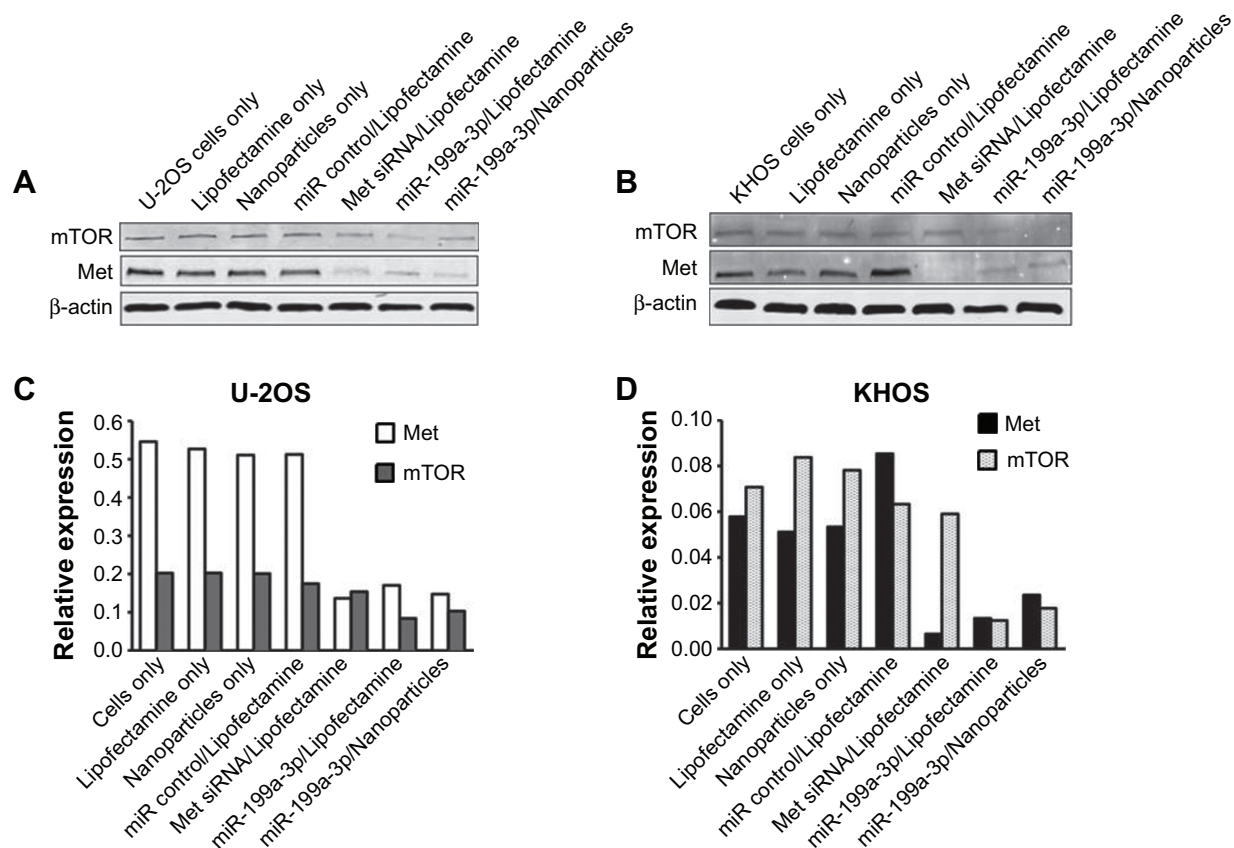 A
U-2OS cells only
Lipofectamine only
Nanoparticles only
miR control/Lipofectamine
Met siRNA/Lipofectamine
miR-199a-3p/Lipofectamine
miR-199a-3p/Nanoparticles
mTOR
Met
β-actin
B
KHOS cells only
Lipofectamine only
Nanoparticles only
miR control/Lipofectamine
Met siRNA/Lipofectamine
miR-199a-3p/Lipofectamine
miR-199a-3p/Nanoparticles
mTOR
Met
β-actin
C
U-2OS
Relative expression
0.6
0.5
0.4
0.3
0.2
0.1
0.0
Met
mTOR
Cells only
Lipofectamine only
Nanoparticles only
miR control/Lipofectamine
Met siRNA/Lipofectamine
miR-199a-3p/Lipofectamine
miR-199a-3p/Nanoparticles
D
KHOS
Relative expression
0.10
0.08
0.06
0.04
0.02
0.00
Met
mTOR
Cells only
Lipofectamine only
Nanoparticles only
miR control/Lipofectamine
Met siRNA/Lipofectamine
miR-199a-3p/Lipofectamine
miR-199a-3p/Nanoparticles